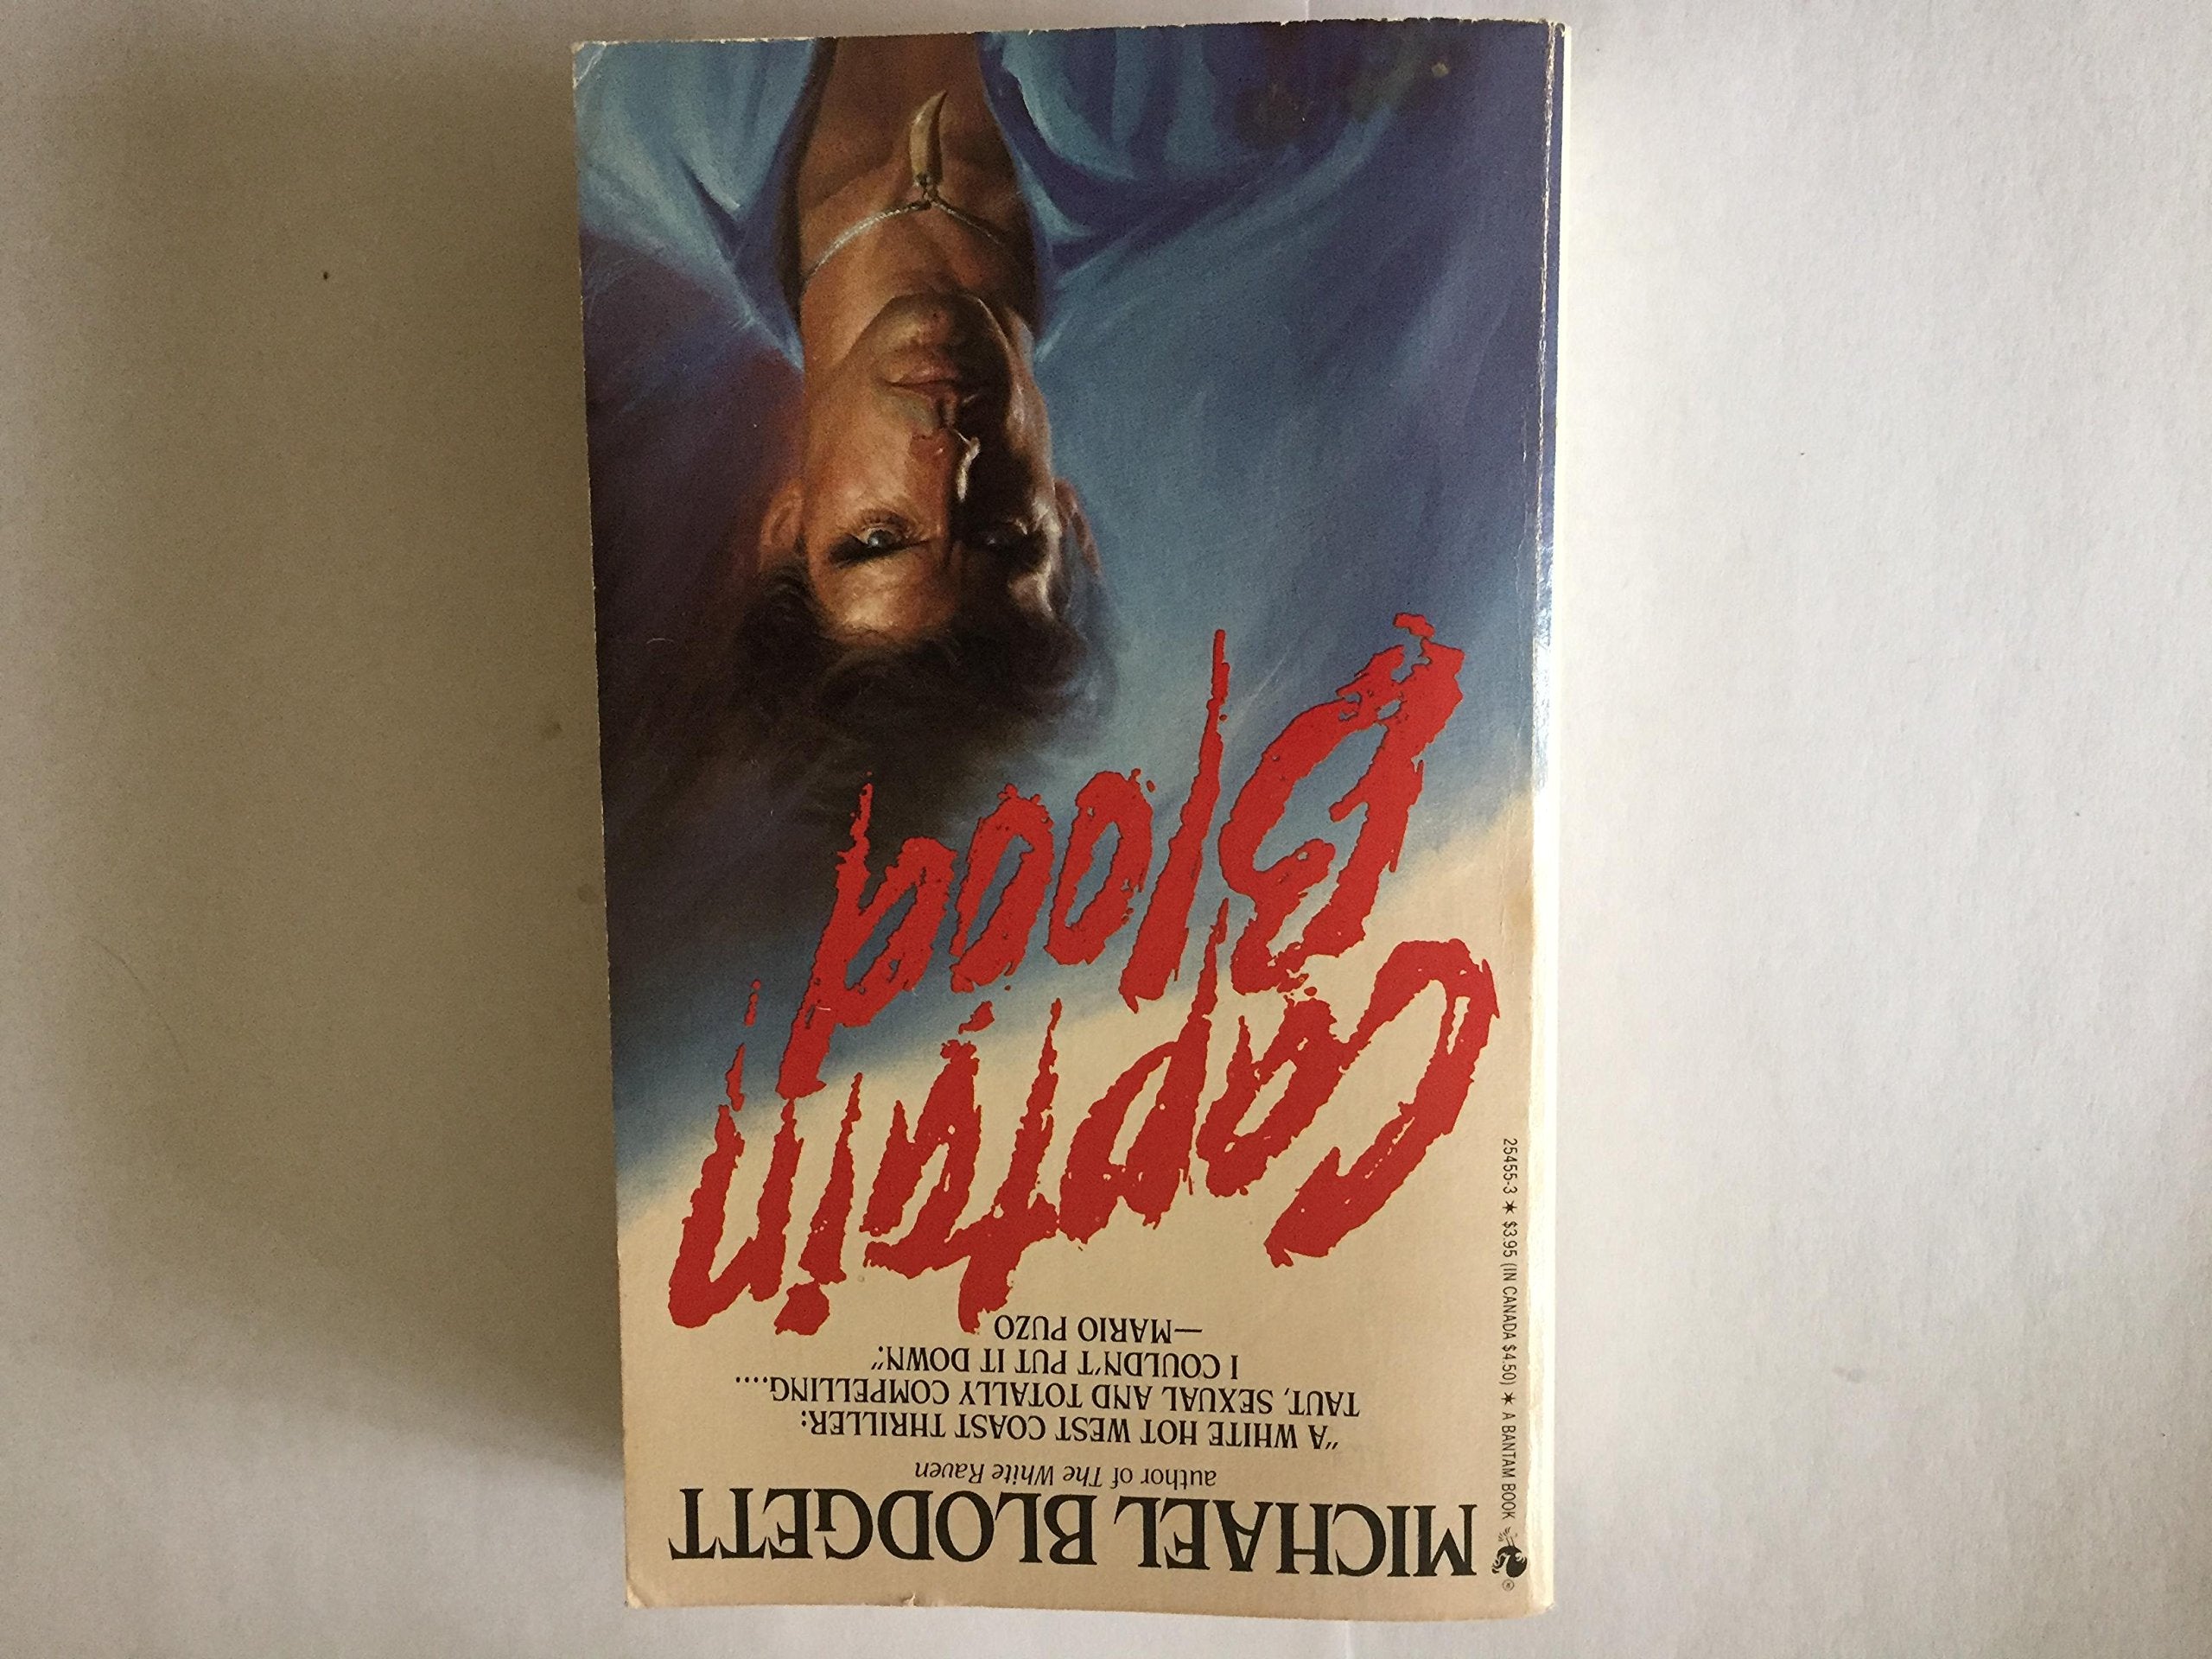 MICHAEL BLODGETT
author of The White Raven
"A WHITE HOT WEST COAST THRILLER:
TAUT, SEXUAL AND TOTALLY COMPELLING....
I COULDN'T PUT IT DOWN."
—MARIO PUZO
Captain
Blood
25455-3 * $3.95 (IN CANADA $4.50) * A BANTAM BOOK ®